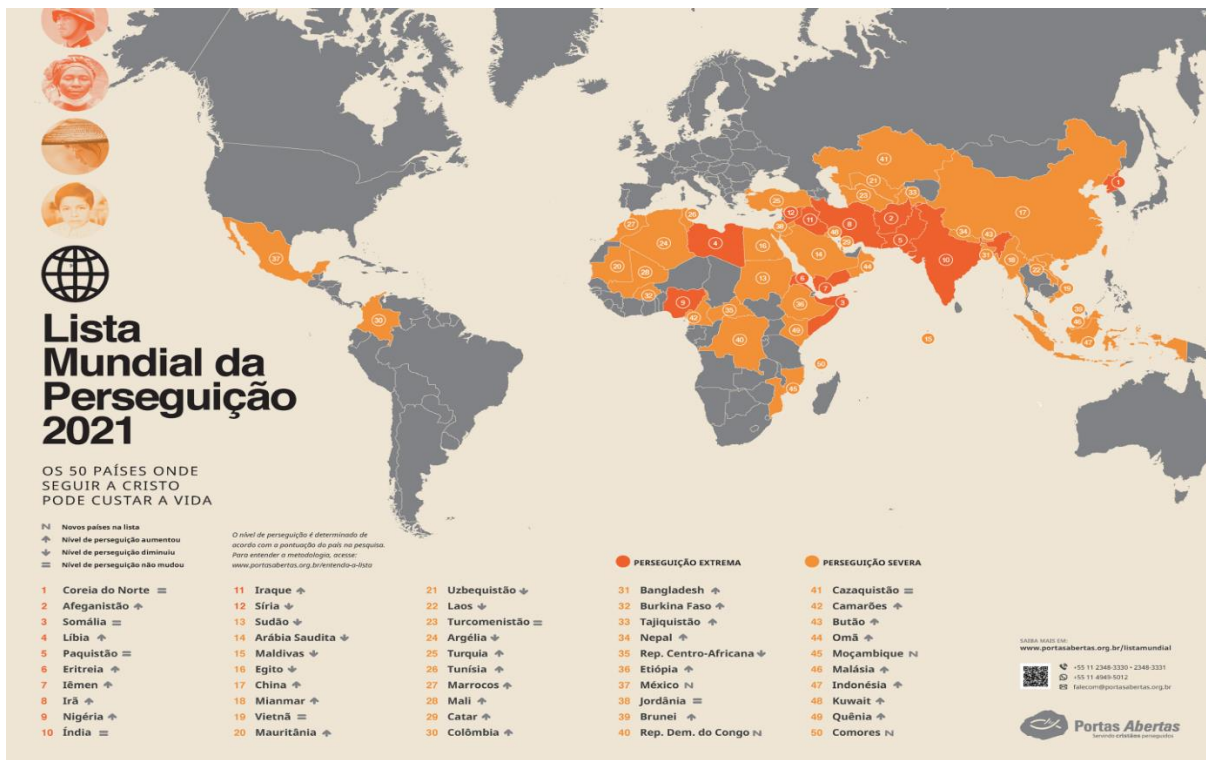 Lista
Mundial da
Perseguição
2021
OS 50 PAÍSES ONDE
SEGUIR A CRISTO
PODE CUSTAR A VIDA
N Novos países na lista
↑ Nível de perseguição aumentou
↓ Nível de perseguição diminuiu
= Nível de perseguição não mudou
O nível de perseguição é determinado de
acordo com a pontuação do país na pesquisa.
Para entender a metodologia, acesse:
www.portasabertas.org.br/entenda-a-lista
PERSEGUIÇÃO EXTREMA
PERSEGUIÇÃO SEVERA
1 Coreia do Norte =
2 Afeganistão ↑
3 Somália =
4 Líbia ↑
5 Paquistão =
6 Eritreia ↑
7 Iêmen ↑
8 Irã ↑
9 Nigéria ↑
10 Índia =
11 Iraque ↑
12 Síria ↓
13 Sudão ↓
14 Arábia Saudita ↓
15 Maldivas ↓
16 Egito ↓
17 China ↑
18 Mianmar ↑
19 Vietnã =
20 Mauritânia ↑
21 Uzbequistão ↓
22 Laos ↓
23 Turcomenistão =
24 Argélia ↓
25 Turquia ↑
26 Tunísia ↑
27 Marrocos ↑
28 Mali ↑
29 Catar ↑
30 Colômbia ↑
31 Bangladesh ↑
32 Burkina Faso ↑
33 Tajiquistão ↑
34 Nepal ↑
35 Rep. Centro-Africana ↓
36 Etiópia ↑
37 México N
38 Jordânia =
39 Brunei ↑
40 Rep. Dem. do Congo N
41 Cazaquistão =
42 Camarões ↑
43 Butão ↑
44 Omã ↑
45 Moçambique N
46 Malásia ↑
47 Indonésia ↑
48 Kuwait ↑
49 Quênia ↑
50 Comores N
SAIBA MAIS EM:
www.portasabertas.org.br/listamundial
+55 11 2348-3330 • 2348-3331
+55 11 4949-5012
falecom@portasabertas.org.br
Portas Abertas
Servindo cristãos perseguidos